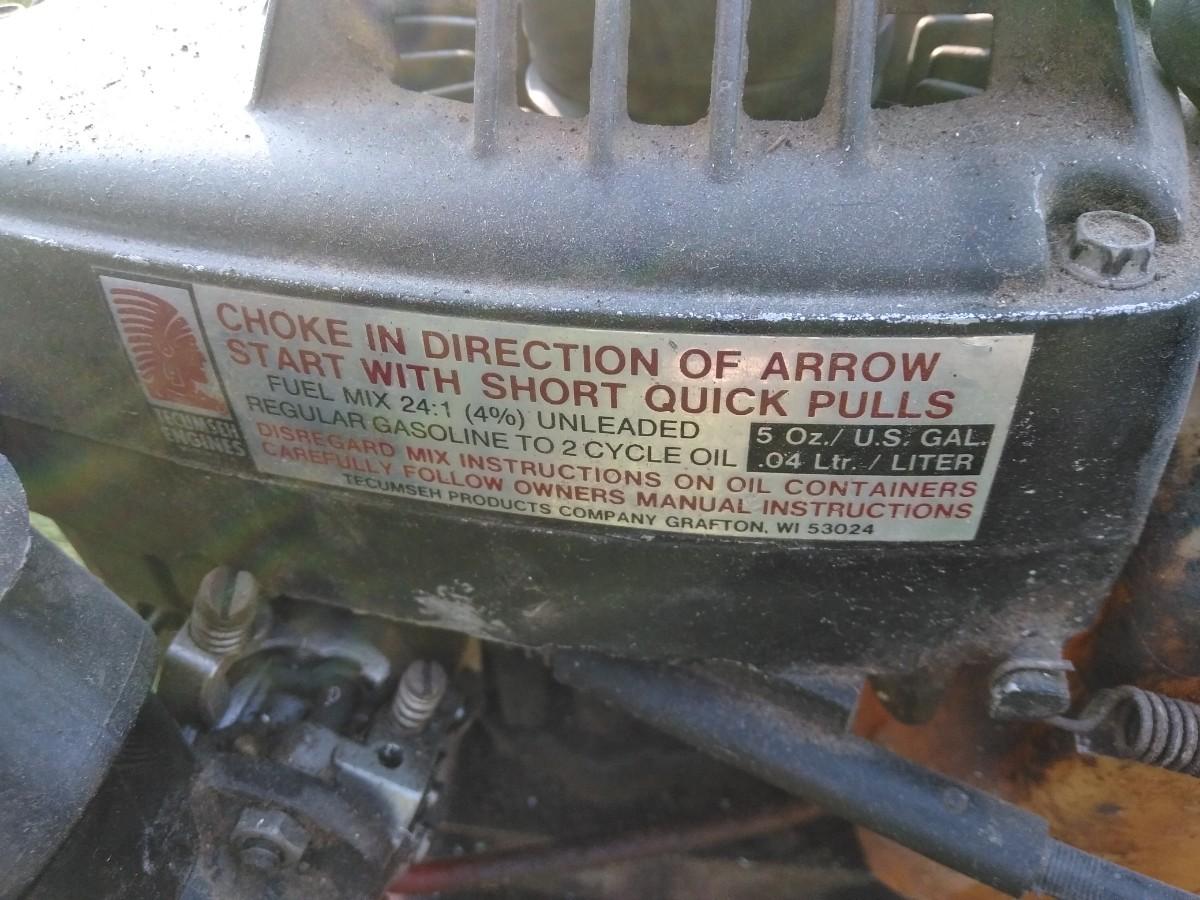 TECUMSEH
ENGINES
CHOKE IN DIRECTION OF ARROW
START WITH SHORT QUICK PULLS
FUEL MIX 24:1 (4%) UNLEADED
REGULAR GASOLINE TO 2 CYCLE OIL
5 Oz./ U.S. GAL.
.04 Ltr. / LITER
DISREGARD MIX INSTRUCTIONS ON OIL CONTAINERS
CAREFULLY FOLLOW OWNERS MANUAL INSTRUCTIONS
TECUMSEH PRODUCTS COMPANY GRAFTON, WI 53024